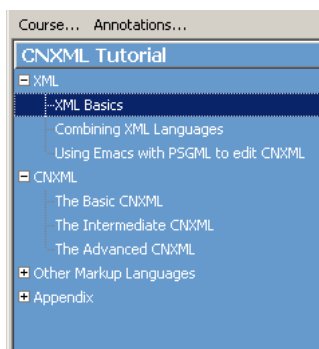 Course... Annotations...
CNXML Tutorial
XML
XML Basics
Combining XML Languages
Using Emacs with PSGML to edit CNXML
CNXML
The Basic CNXML
The Intermediate CNXML
The Advanced CNXML
Other Markup Languages
Appendix